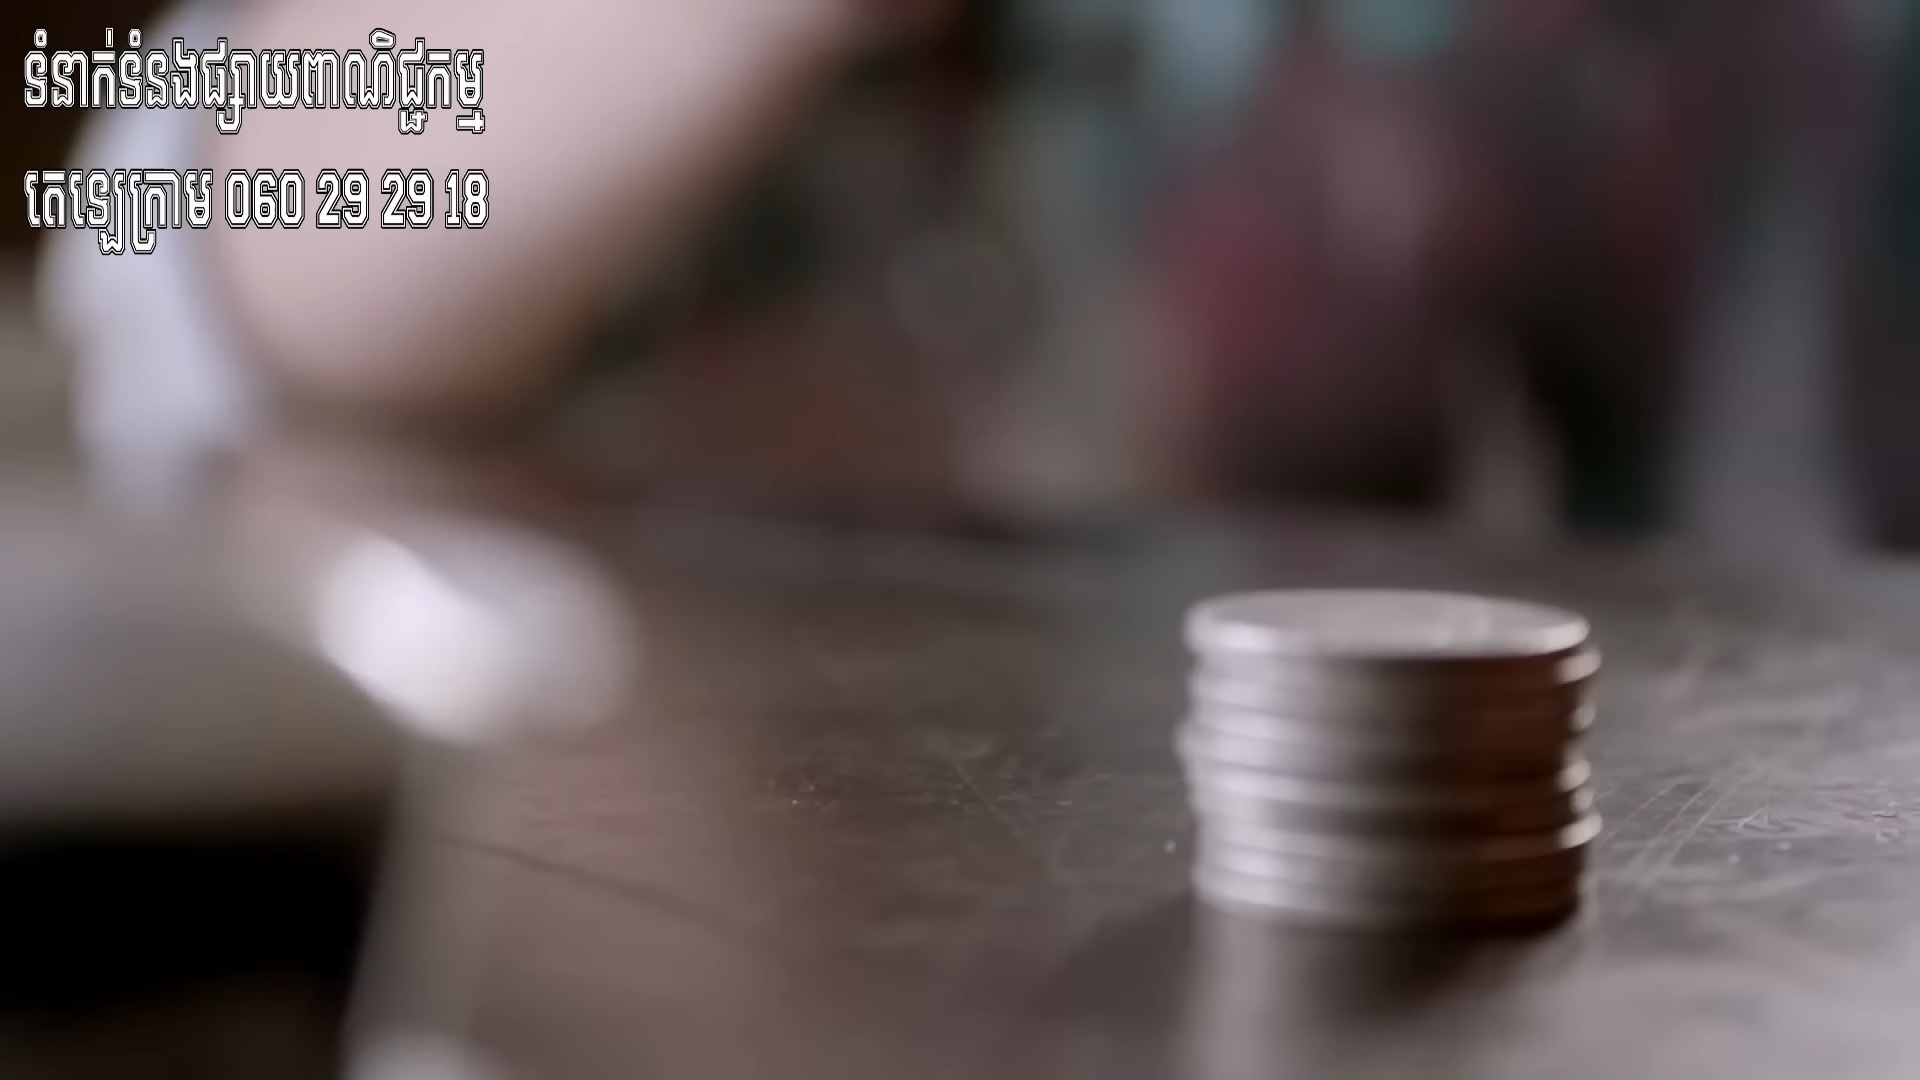 ទំនាក់ទំនងផ្សាយពាណិជ្ជកម្ម
តេឡេក្រាម 060 29 29 18